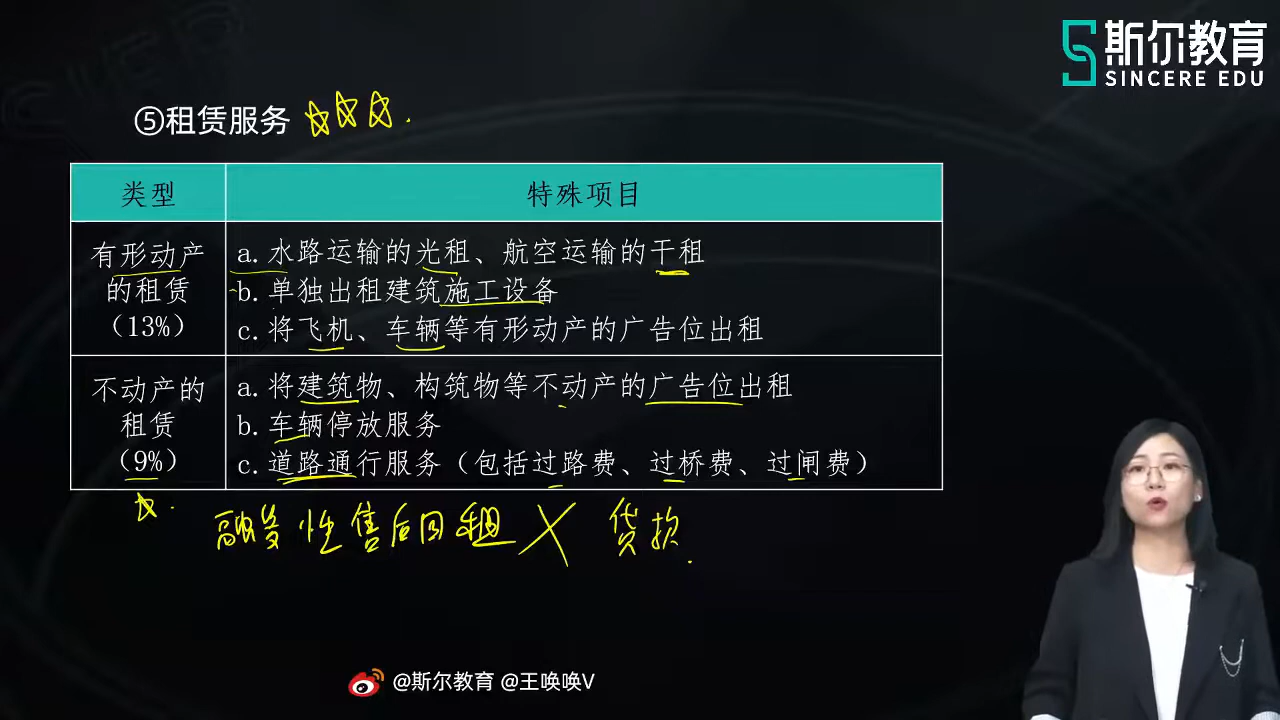 斯尔教育
SINCERE EDU
⑤租赁服务
类型
特殊项目
有形动产
的租赁
（13%）
a. 水路运输的光租、航空运输的干租
b. 单独出租建筑施工设备
c. 将飞机、车辆等有形动产的广告位出租
不动产的
租赁
（9%）
a. 将建筑物、构筑物等不动产的广告位出租
b. 车辆停放服务
c. 道路通行服务（包括过路费、过桥费、过闸费）
性售后回租 贷款
@斯尔教育 @王唤唤V